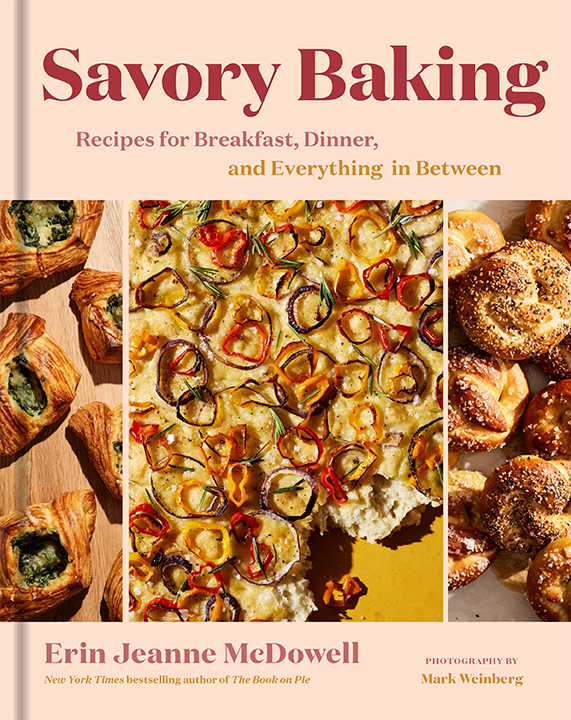 Savory Baking
Recipes for Breakfast, Dinner,
and Everything in Between
Erin Jeanne McDowell
New York Times bestselling author of The Book on Pie
PHOTOGRAPHY BY
Mark Weinberg